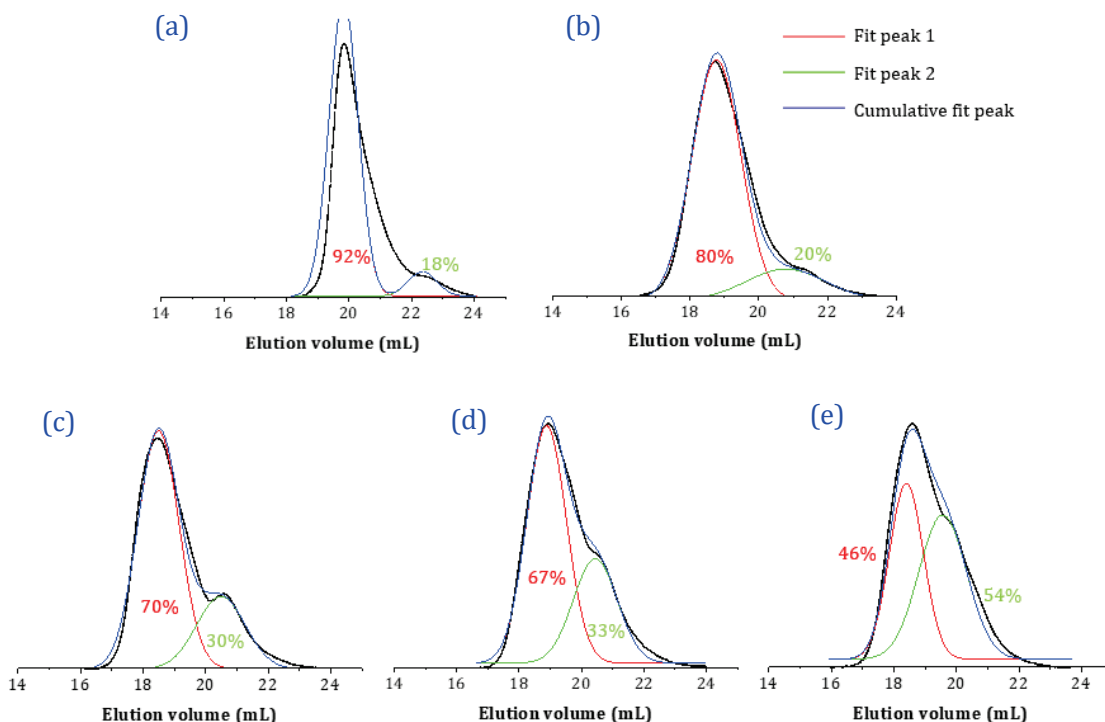 (a)
(b)
Fit peak 1
Fit peak 2
Cumulative fit peak
92%
18%
80%
20%
14 16 18 20 22 24
14 16 18 20 22 24
Elution volume (mL)
Elution volume (mL)
(c)
(d)
(e)
70%
30%
67%
33%
46%
54%
14 16 18 20 22 24
14 16 18 20 22 24
14 16 18 20 22 24
Elution volume (mL)
Elution volume (mL)
Elution volume (mL)